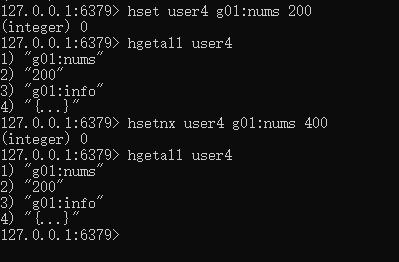 127.0.0.1:6379> hset user4 g01:nums 200
(integer) 0
127.0.0.1:6379> hgetall user4
1) "g01:nums"
2) "200"
3) "g01:info"
4) "{...}"
127.0.0.1:6379> hsetnx user4 g01:nums 400
(integer) 0
127.0.0.1:6379> hgetall user4
1) "g01:nums"
2) "200"
3) "g01:info"
4) "{...}"
127.0.0.1:6379>